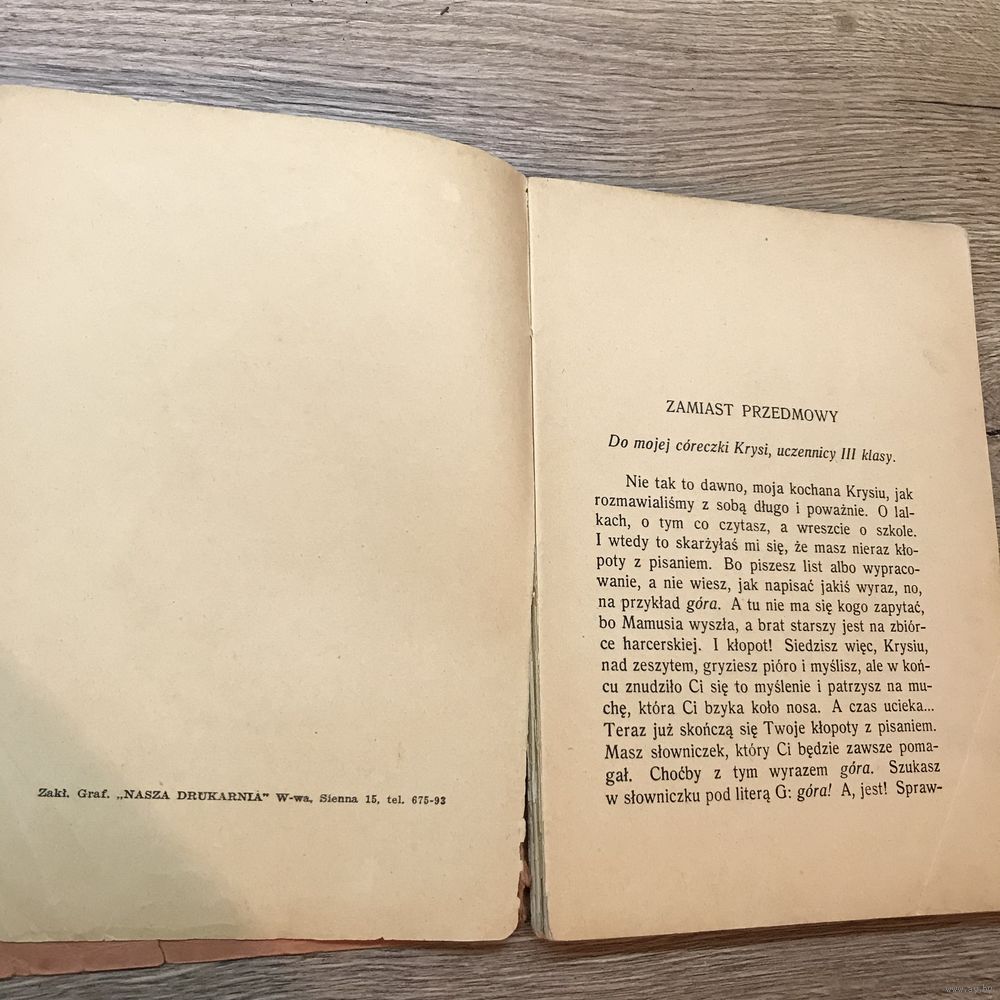 Zakł. Graf. „NASZA DRUKARNIA” W-wa, Sienna 15, tel. 675-93
ZAMIAST PRZEDMOWY
Do mojej córeczki Krysi, uczennicy III klasy.
Nie tak to dawno, moja kochana Krysiu, jak
rozmawialiśmy z sobą długo i poważnie. O lal-
kach, o tym co czytasz, a wreszcie o szkole.
I wtedy to skarżyłaś mi się, że masz nieraz kło-
poty z pisaniem. Bo piszesz list albo wypraco-
wanie, a nie wiesz, jak napisać jakiś wyraz, no,
na przykład góra. A tu nie ma się kogo zapytać,
bo Mamusia wyszła, a brat starszy jest na zbiór-
ce harcerskiej. I kłopot! Siedzisz więc, Krysiu,
nad zeszytem, gryziesz pióro i myślisz, ale w koń-
cu znudziło Ci się to myślenie i patrzysz na mu-
chę, która Ci bzyka koło nosa. A czas ucieka...
Teraz już skończą się Twoje kłopoty z pisaniem.
Masz słowniczek, który Ci będzie zawsze poma-
gał. Choćby z tym wyrazem góra. Szukasz
w słowniczku pod literą G: góra! A, jest! Spraw-